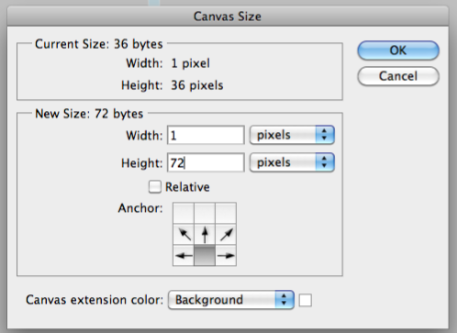 Canvas Size
Current Size: 36 bytes
Width: 1 pixel
Height: 36 pixels
OK
Cancel
New Size: 72 bytes
Width: 1 pixels
Height: 72 pixels
Relative
Anchor:
Canvas extension color: Background